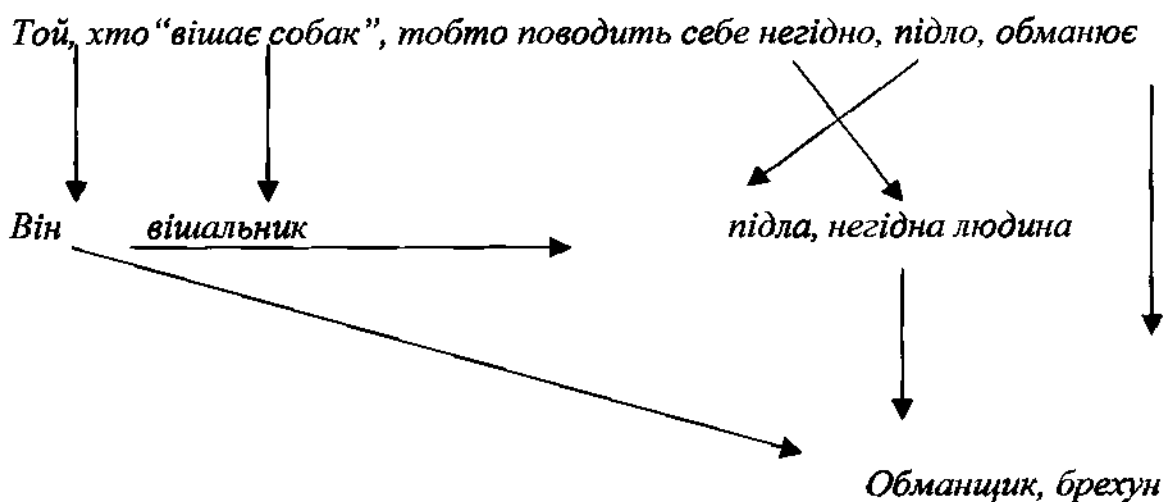 Той, хто “вішає собак”, тобто поводить себе негідно, підло, обманює
Він вішальник підла, негідна людина
Обманщик, брехун